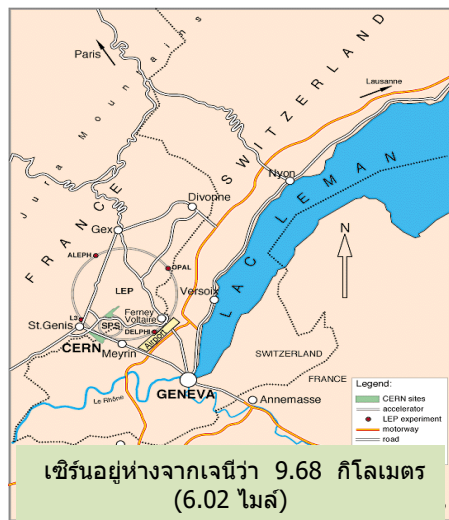 Paris
Jura Mountains
SWITZERLAND
Lausanne
FRANCE
LAC LEMAN
Nyon
Divonne
Gex
ALEPH
OPAL
LEP
N
Versoix
L3
Ferney
Voltaire
St.Genis
SPS
DELPHI
Airport
CERN
Meyrin
SWITZERLAND
GENEVA
FRANCE
Le Rhône
Annemasse
Legend:
CERN sites
accelerator
LEP experiment
motorway
road
เซิร์นอยู่ห่างจากเจนีว่า 9.68 กิโลเมตร
(6.02 ไมล์)